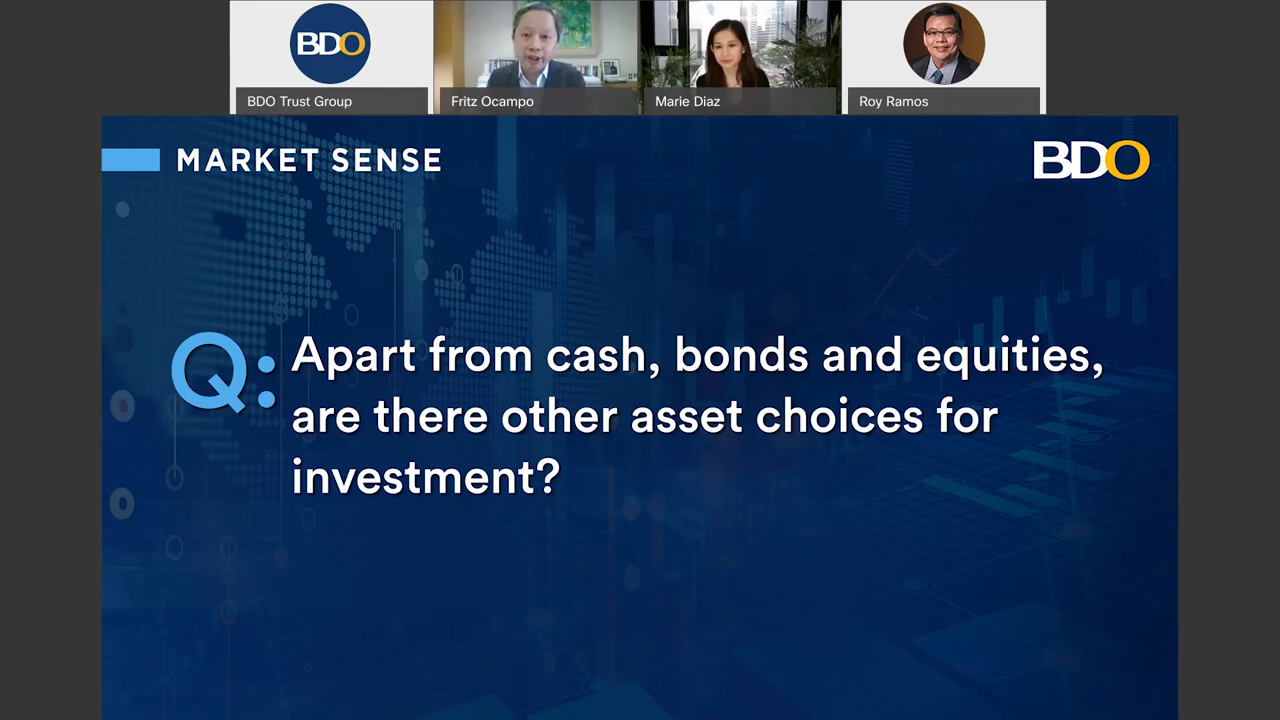 BDO
BDO Trust Group
Fritz Ocampo
Marie Diaz
Roy Ramos
MARKET SENSE
BDO
Q: Apart from cash, bonds and equities,
are there other asset choices for
investment?